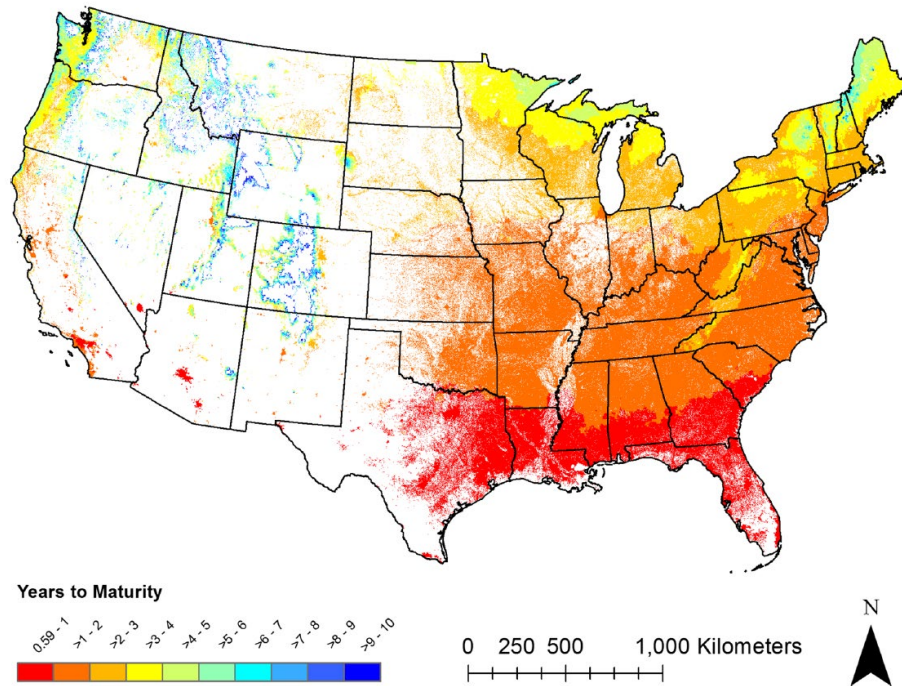 Years to Maturity
0.59 - 1
>1 - 2
>2 - 3
>3 - 4
>4 - 5
>5 - 6
>6 - 7
>7 - 8
>8 - 9
>9 - 10
0 250 500 1,000 Kilometers
N